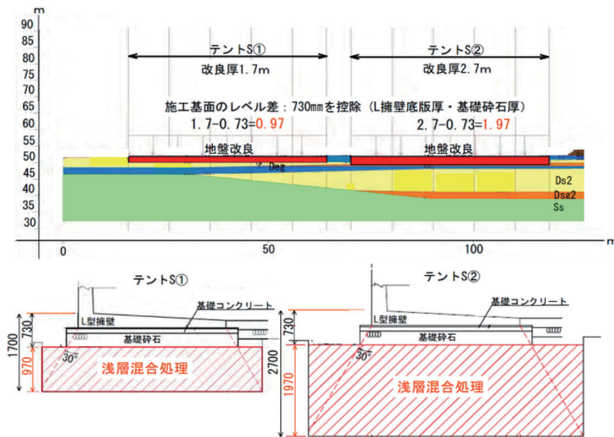 m
90
85
80
75
70
65
60
55
50
45
40
35
30
テントS① テントS②
改良厚1.7m 改良厚2.7m
施工基面のレベル差：730mmを控除（L擁壁底版厚・基礎砕石厚）
1.7-0.73=0.97 2.7-0.73=1.97
地盤改良 地盤改良
Deg
Ds2
Dsg2
Ss
0 50 100 m
テントS① テントS②
基礎コンクリート 基礎コンクリート
L型擁壁 L型擁壁
基礎砕石 基礎砕石
30°
30°
1700
730
970
2700
730
1970
浅層混合処理 浅層混合処理